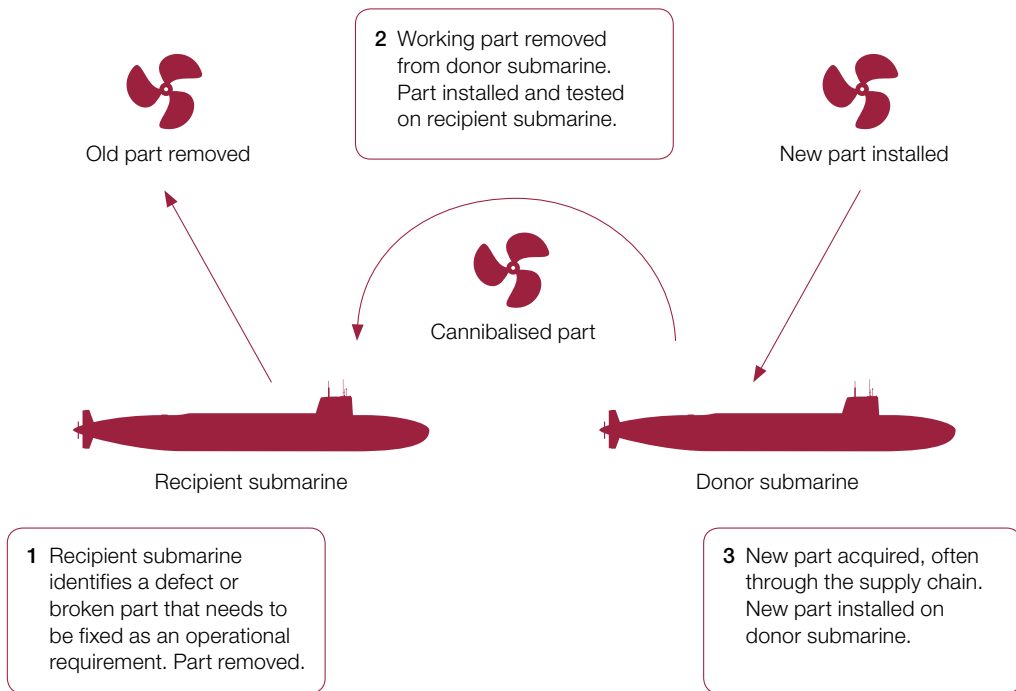 2 Working part removed
from donor submarine.
Part installed and tested
on recipient submarine.
Old part removed
New part installed
Cannibalised part
Recipient submarine
Donor submarine
1 Recipient submarine
identifies a defect or
broken part that needs to
be fixed as an operational
requirement. Part removed.
3 New part acquired, often
through the supply chain.
New part installed on
donor submarine.